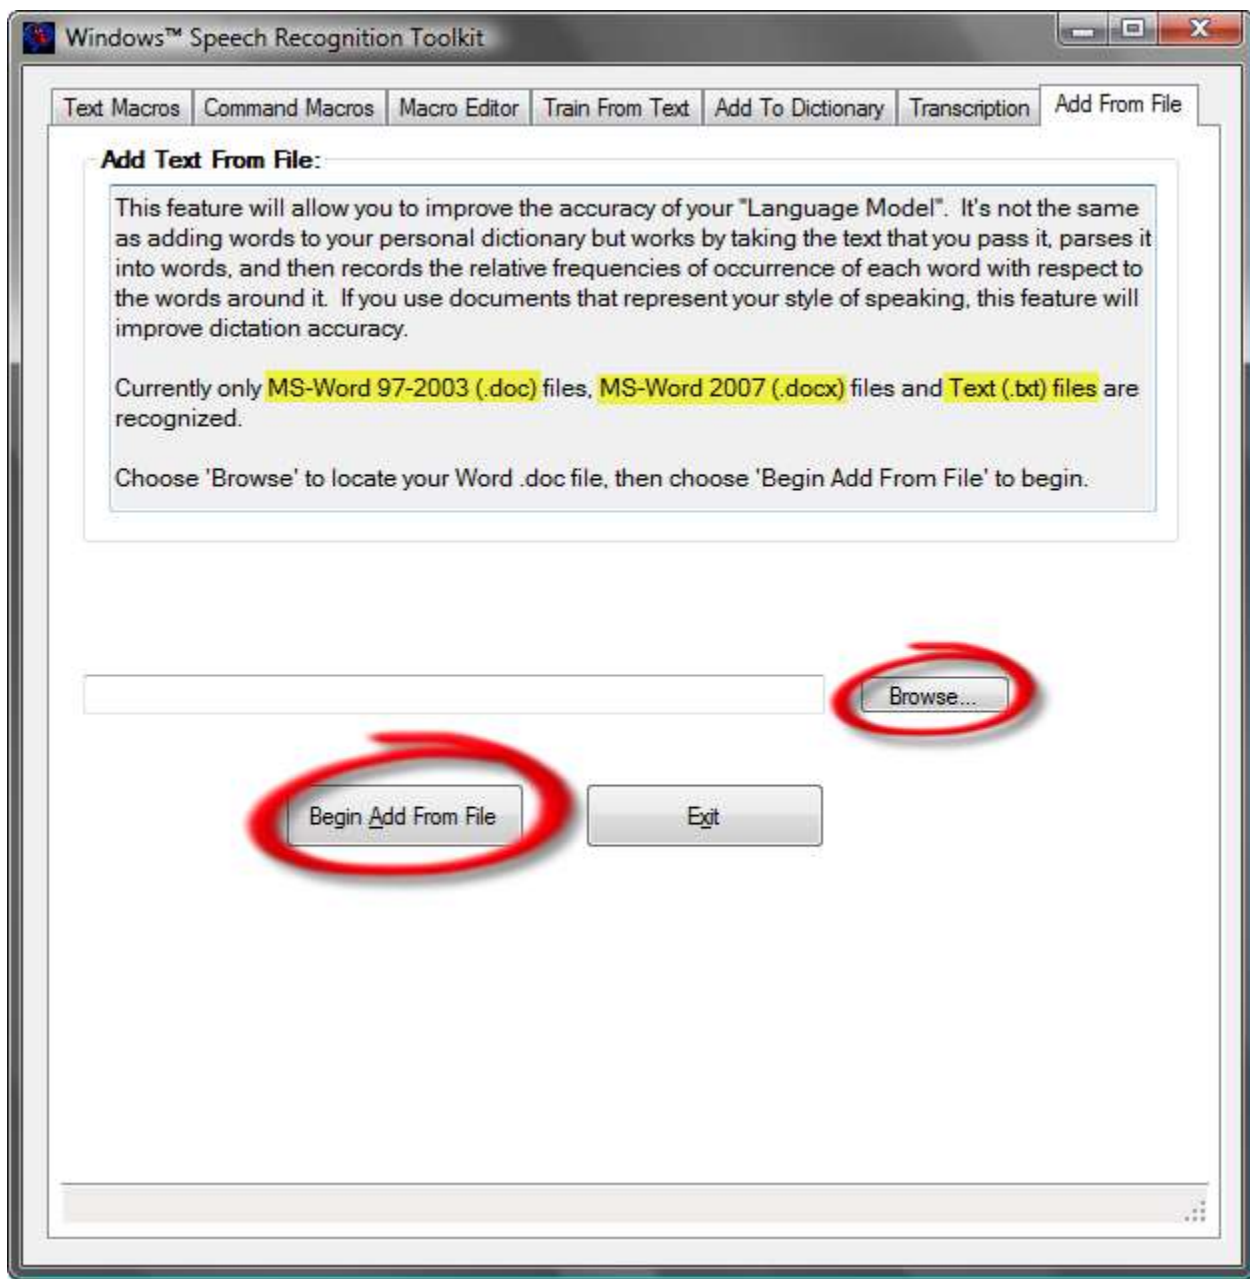 Windows™ Speech Recognition Toolkit
Text Macros Command Macros Macro Editor Train From Text Add To Dictionary Transcription Add From File
Add Text From File:
This feature will allow you to improve the accuracy of your "Language Model".  It's not the same
as adding words to your personal dictionary but works by taking the text that you pass it, parses it
into words, and then records the relative frequencies of occurrence of each word with respect to
the words around it.  If you use documents that represent your style of speaking, this feature will
improve dictation accuracy.
Currently only MS-Word 97-2003 (.doc) files, MS-Word 2007 (.docx) files and Text (.txt) files are
recognized.
Choose 'Browse' to locate your Word .doc file, then choose 'Begin Add From File' to begin.
Browse...
Begin Add From File Exit